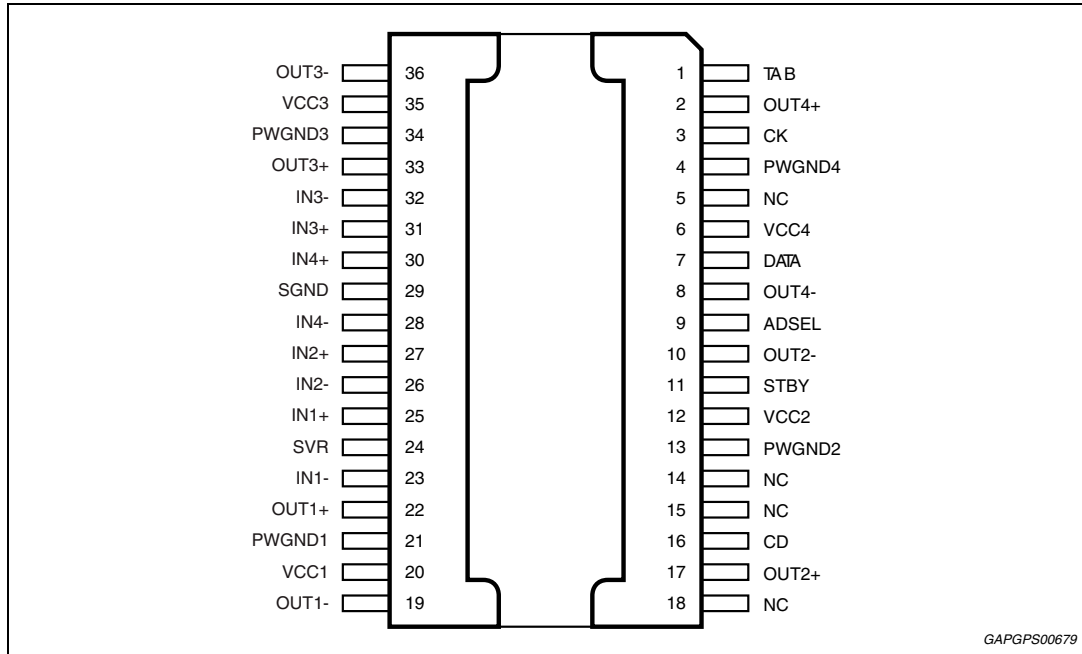 OUT3- 36 1 TAB
VCC3 35 2 OUT4+
PWGND3 34 3 CK
OUT3+ 33 4 PWGND4
IN3- 32 5 NC
IN3+ 31 6 VCC4
IN4+ 30 7 DATA
SGND 29 8 OUT4-
IN4- 28 9 ADSEL
IN2+ 27 10 OUT2-
IN2- 26 11 STBY
IN1+ 25 12 VCC2
SVR 24 13 PWGND2
IN1- 23 14 NC
OUT1+ 22 15 NC
PWGND1 21 16 CD
VCC1 20 17 OUT2+
OUT1- 19 18 NC
GAPGPS00679